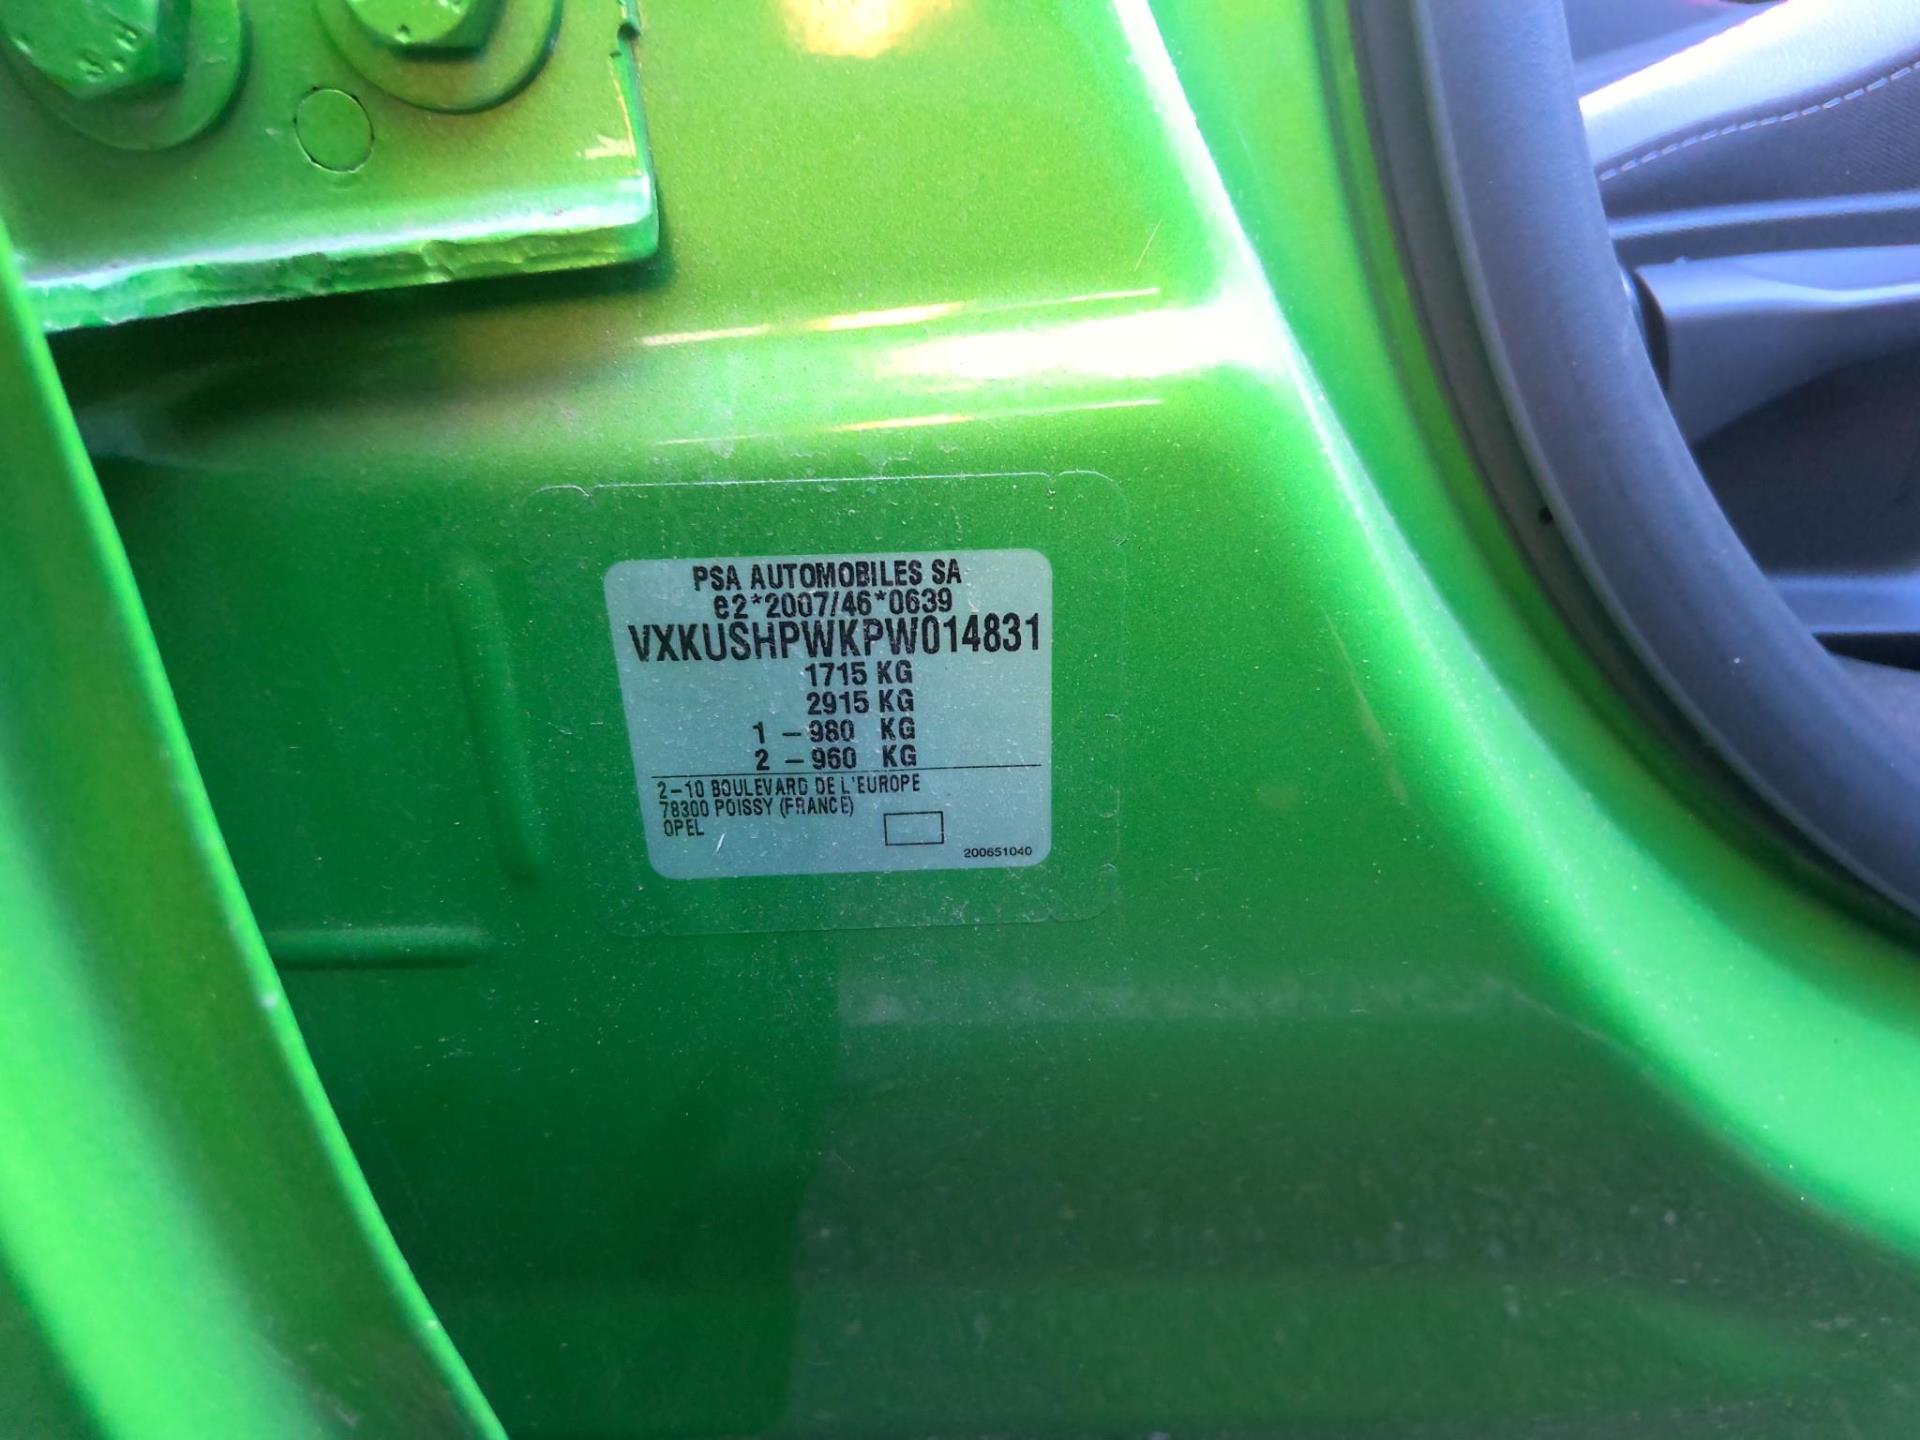 PSA AUTOMOBILES SA
e2*2007/46*0639
VXKUSHPWKPW014831
1715 KG
2915 KG
1 - 980 KG
2 - 960 KG
2-10 BOULEVARD DE L'EUROPE
78300 POISSY (FRANCE)
OPEL
200651040